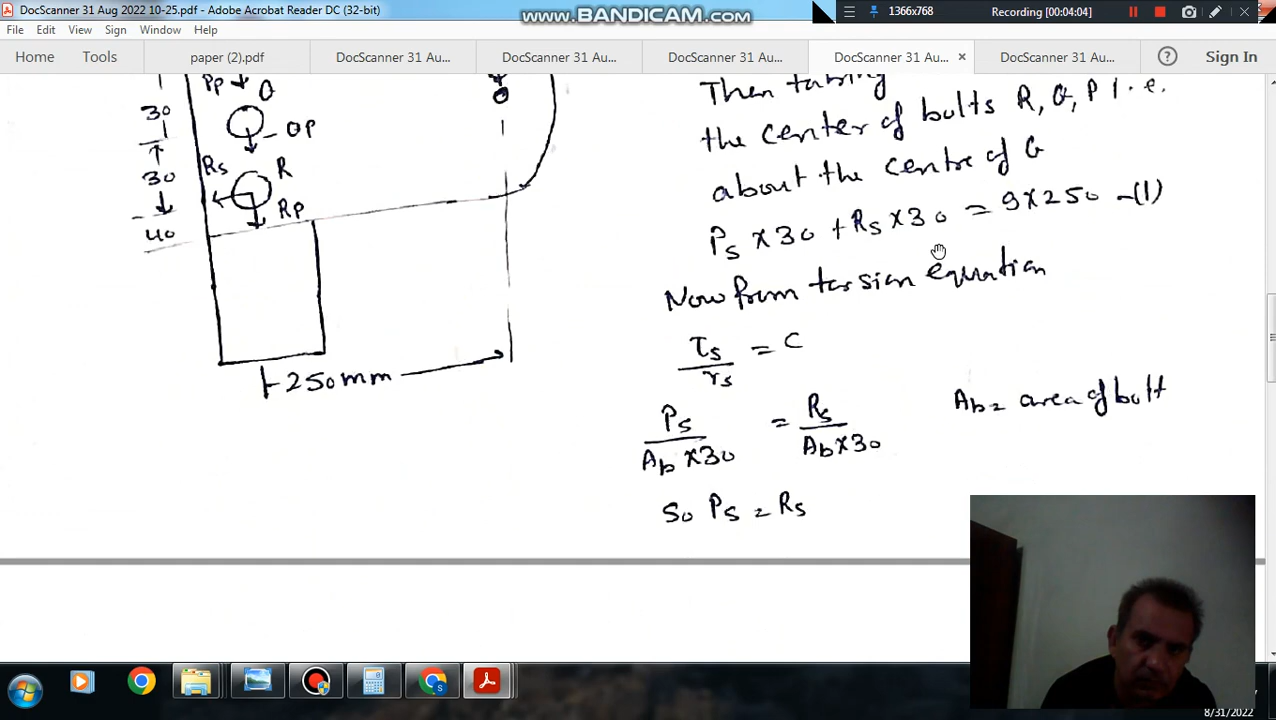 DocScanner 31 Aug 2022 10-25.pdf - Adobe Acrobat Reader DC (32-bit)
www.BANDICAM.com
1366x768
Recording [00:04:04]
File Edit View Sign Window Help
Home Tools paper (2).pdf DocScanner 31 Au... DocScanner 31 Au... DocScanner 31 Au... DocScanner 31 Au... × DocScanner 31 Au... Sign In
Pp
Q
30
QP
30
Rs
R
Rp
40
250mm
Then taking
the center of bolts R, Q, P i.e.
about the centre of G
Ps × 30 + Rs × 30 = 9×250 -(1)
Now from torsian equation
τs
= C
rs
Ps
= Rs
Ab = area of bolt
Ab ×30
Ab×30
So Ps = Rs
8/31/2022